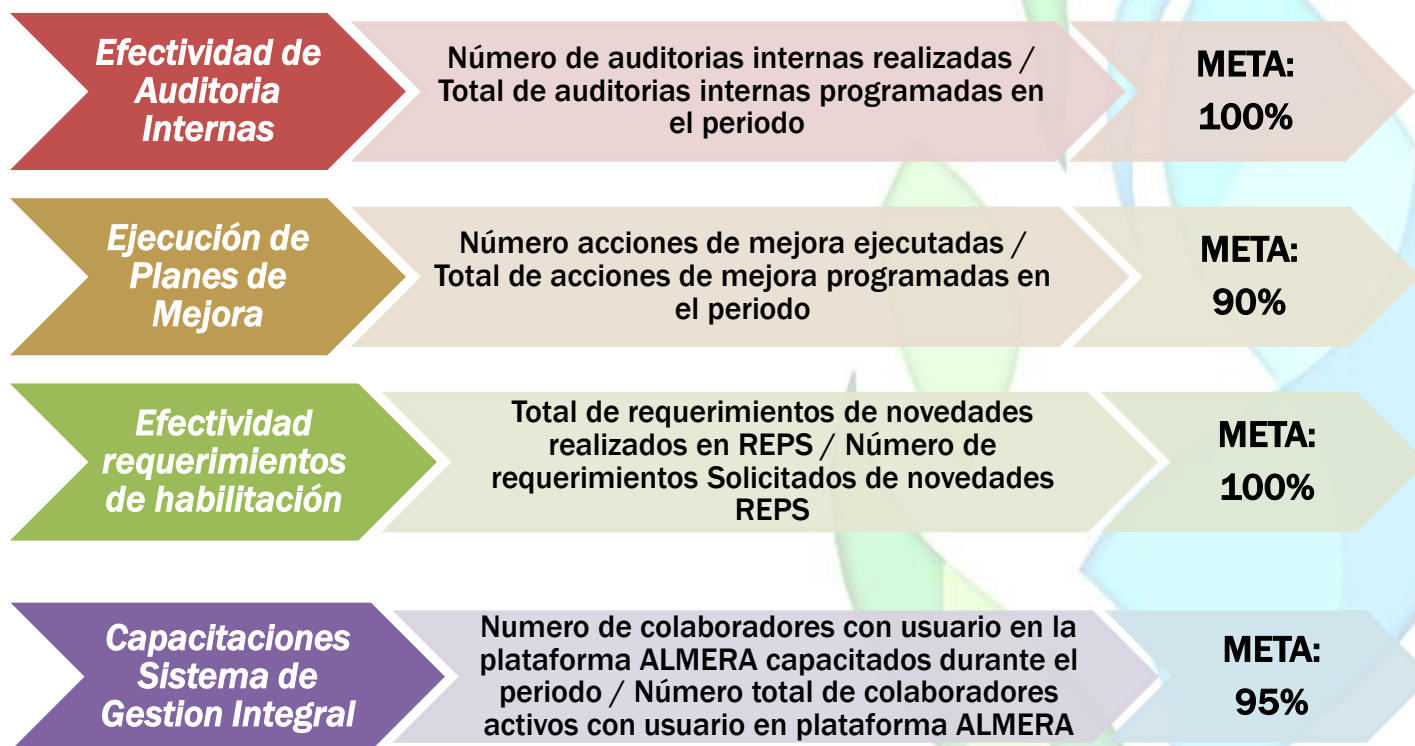 Efectividad de
Auditoria
Internas
Número de auditorias internas realizadas /
Total de auditorias internas programadas en
el periodo
META:
100%
Ejecución de
Planes de
Mejora
Número acciones de mejora ejecutadas /
Total de acciones de mejora programadas en
el periodo
META:
90%
Efectividad
requerimientos
de habilitación
Total de requerimientos de novedades
realizados en REPS / Número de
requerimientos Solicitados de novedades
REPS
META:
100%
Capacitaciones
Sistema de
Gestion Integral
Numero de colaboradores con usuario en la
plataforma ALMERA capacitados durante el
periodo / Número total de colaboradores
activos con usuario en plataforma ALMERA
META:
95%